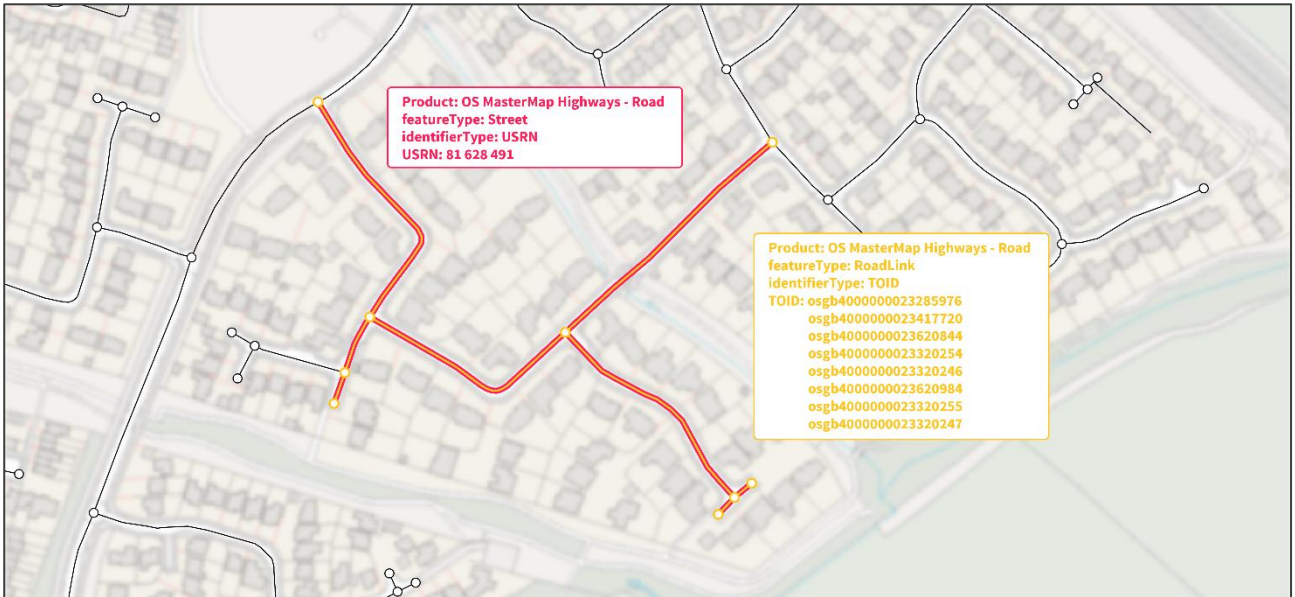 Product: OS MasterMap Highways - Road
featureType: Street
identifierType: USRN
USRN: 81 628 491
Product: OS MasterMap Highways - Road
featureType: RoadLink
identifierType: TOID
TOID: osgb4000000023285976
osgb4000000023417720
osgb4000000023620844
osgb4000000023320254
osgb4000000023320246
osgb4000000023620984
osgb4000000023320255
osgb4000000023320247